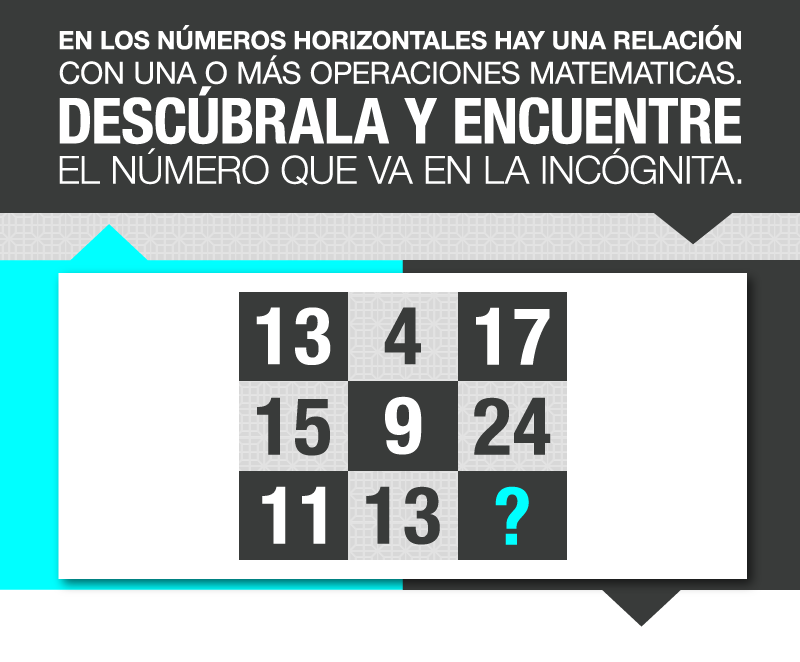 EN LOS NÚMEROS HORIZONTALES HAY UNA RELACIÓN
CON UNA O MÁS OPERACIONES MATEMATICAS.
DESCÚBRALA Y ENCUENTRE
EL NÚMERO QUE VA EN LA INCÓGNITA.
13 4 17
15 9 24
11 13 ?